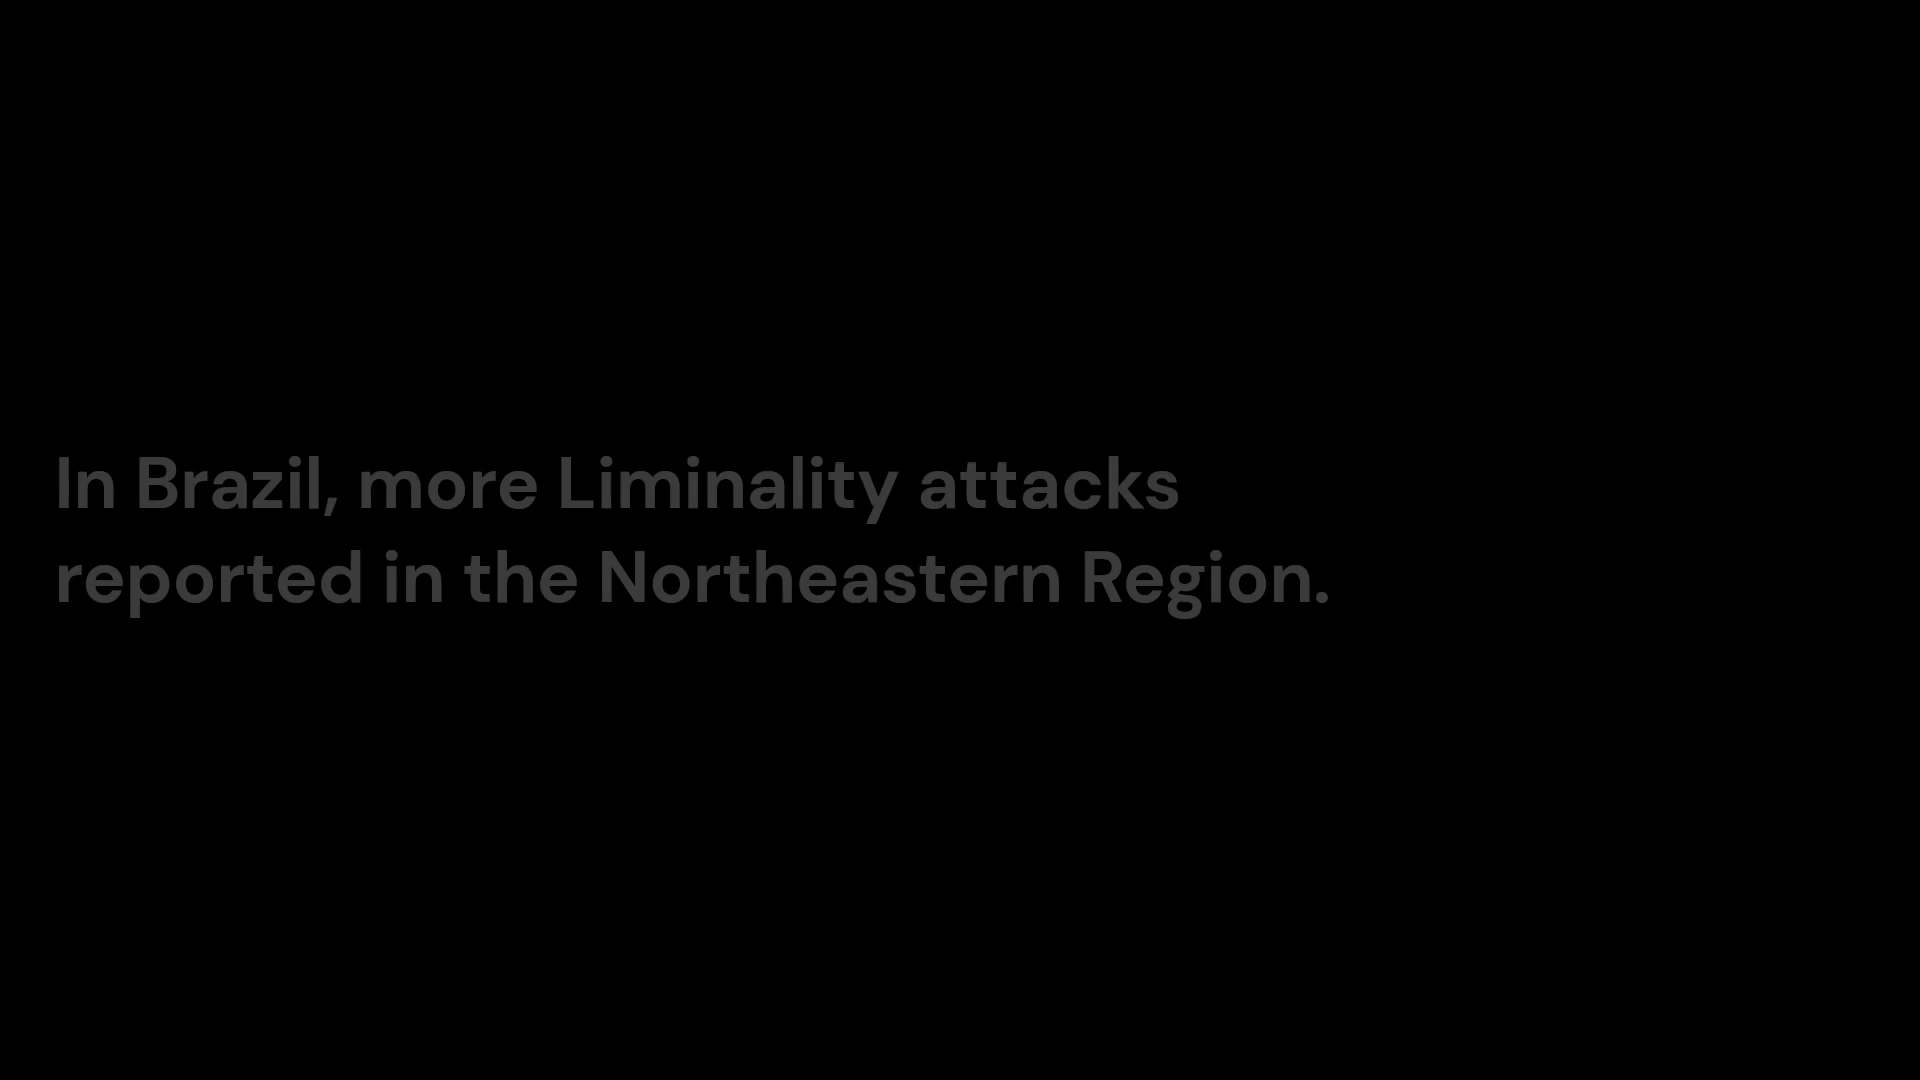 In Brazil, more Liminality attacks
reported in the Northeastern Region.